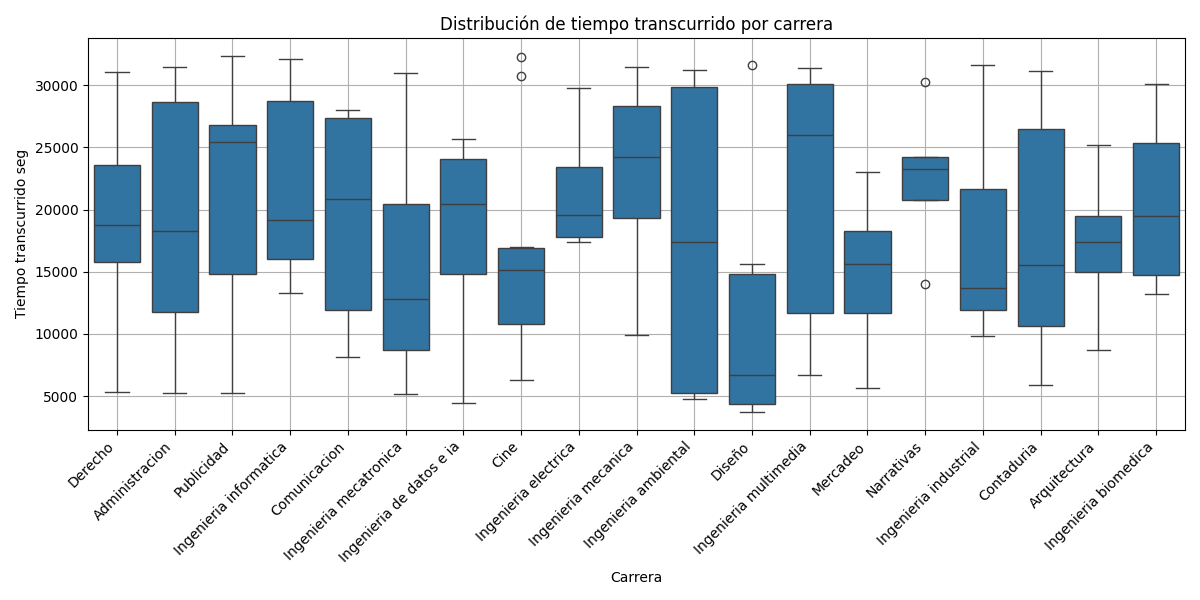 Distribución de tiempo transcurrido por carrera
Tiempo transcurrido seg
30000
25000
20000
15000
10000
5000
Derecho
Administracion
Publicidad
Ingenieria informatica
Comunicacion
Ingenieria mecatronica
Ingenieria de datos e ia
Cine
Ingenieria electrica
Ingenieria mecanica
Ingenieria ambiental
Diseño
Ingenieria multimedia
Mercadeo
Narrativas
Ingenieria industrial
Contaduria
Arquitectura
Ingenieria biomedica
Carrera